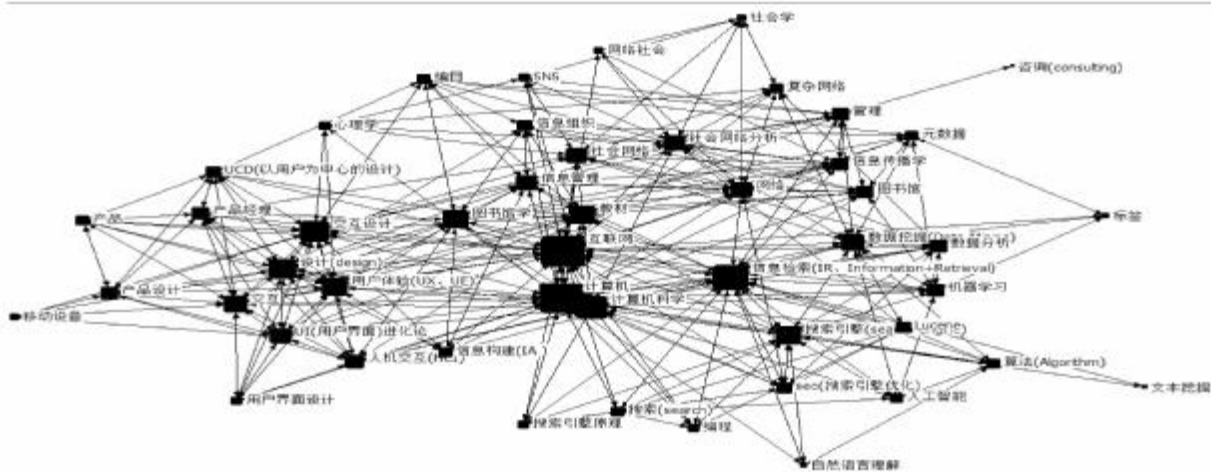 社会学
网络社会
咨询(consulting)
编目
SNS
复杂网络
管理
心理学
信息组织
社会网络分析
元数据
社会网络
信息传播学
UCD(以用户为中心的设计)
信息管理
网络
图书馆
产品
产品经理
交互设计
图书馆学
教材
标签
互联网
数据挖掘(Data
数据分析
设计(design)
信息检索(IR、Information+Retrieval)
用户体验(UX、UE)
计算机
机器学习
产品设计
交互
计算机科学
移动设备
UI(用户界面)进化论
搜索引擎(sea
Lucene
人机交互(HCI)
信息构建(IA
算法(Algorithm)
seo(搜索引擎优化)
文本挖掘
用户界面设计
人工智能
搜索(search)
搜索引擎原理
编程
自然语言理解